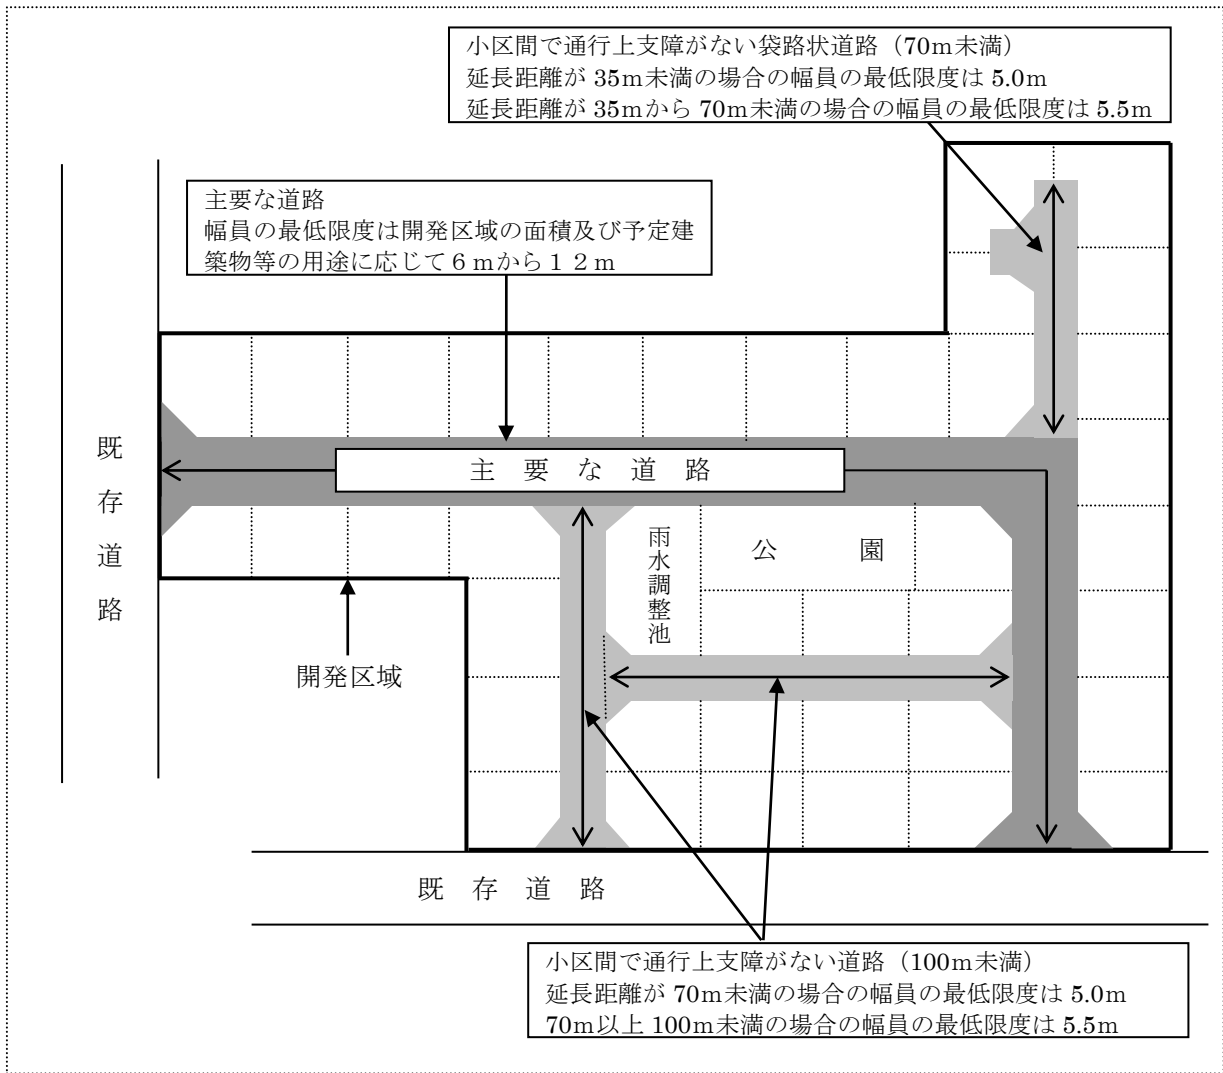 小区間で通行上支障がない袋路状道路（70ｍ未満）
延長距離が 35ｍ未満の場合の幅員の最低限度は 5.0ｍ
延長距離が 35ｍから 70ｍ未満の場合の幅員の最低限度は 5.5ｍ
主要な道路
幅員の最低限度は開発区域の面積及び予定建
築物等の用途に応じて６ｍから１２ｍ
既存道路
主要な道路
雨水調整池
公園
開発区域
既存道路
小区間で通行上支障がない道路（100ｍ未満）
延長距離が 70ｍ未満の場合の幅員の最低限度は 5.0ｍ
70ｍ以上 100ｍ未満の場合の幅員の最低限度は 5.5ｍ